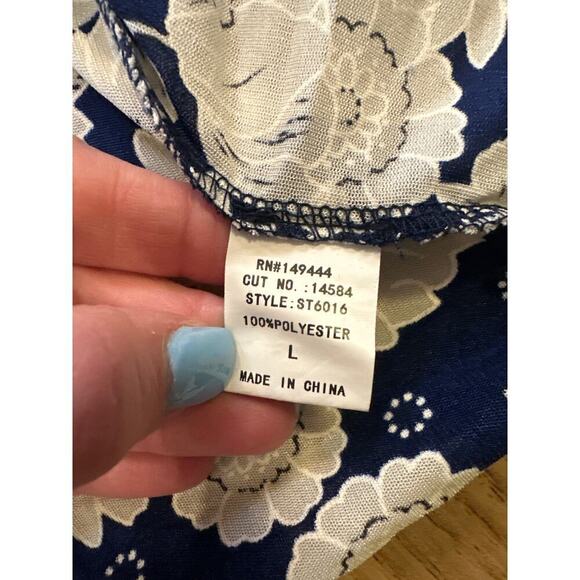 RN#149444
CUT NO. :14584
STYLE:ST6016
100%POLYESTER
L
MADE IN CHINA